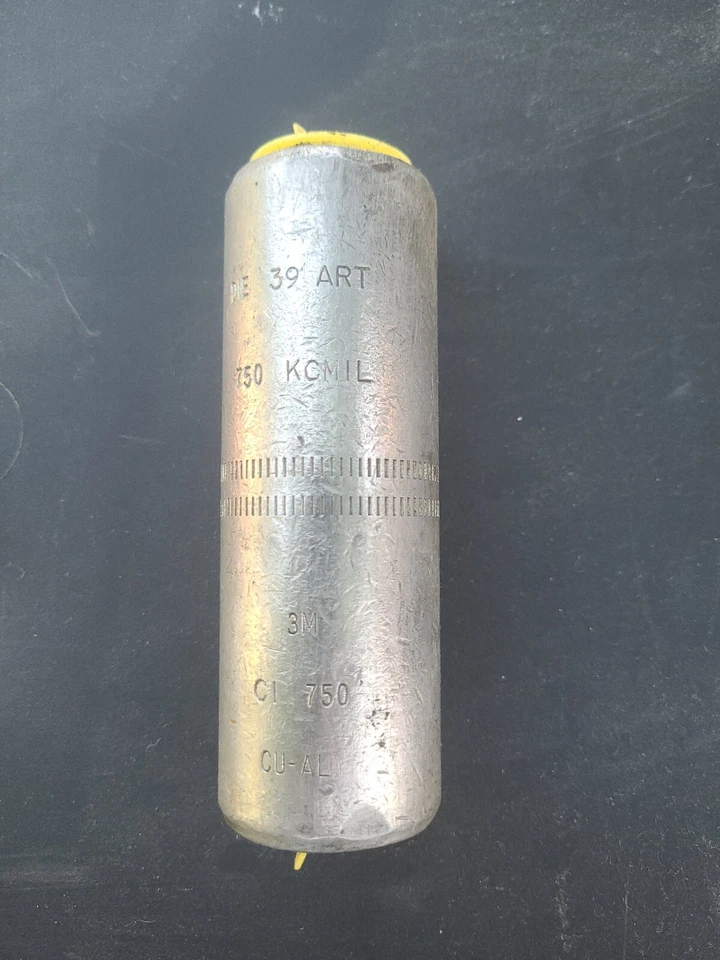 DIE 39 ART
750 KCMIL
3M
CI 750
CU-AL